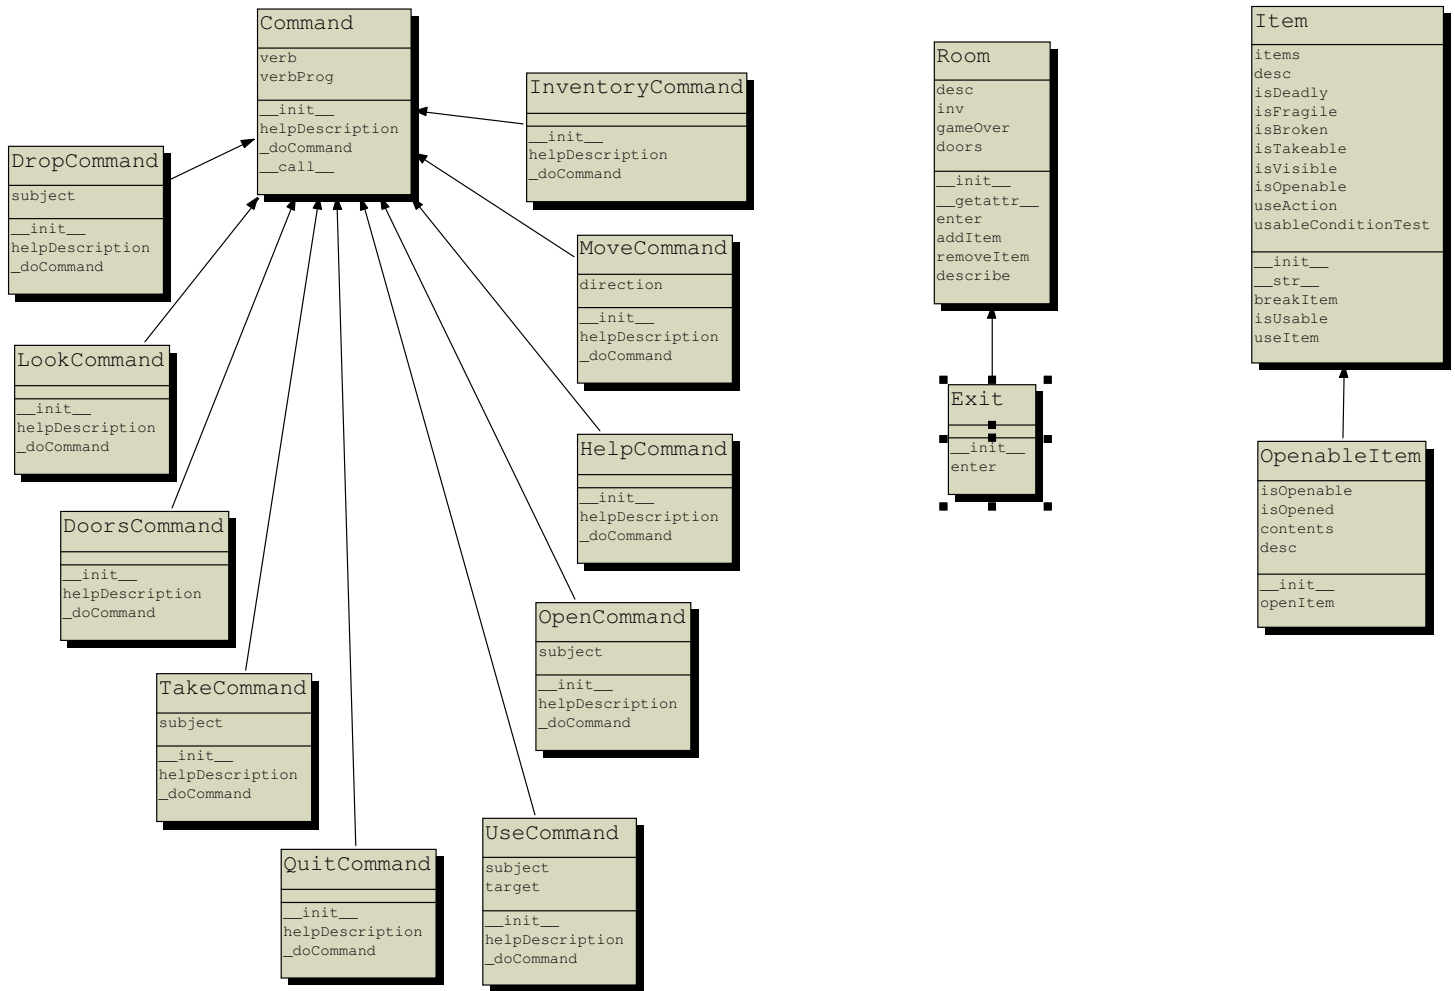 Command
verb
verbProg
__init__
helpDescription
_doCommand
__call__
InventoryCommand
__init__
helpDescription
_doCommand
DropCommand
subject
__init__
helpDescription
_doCommand
MoveCommand
direction
__init__
helpDescription
_doCommand
LookCommand
__init__
helpDescription
_doCommand
HelpCommand
__init__
helpDescription
_doCommand
DoorsCommand
__init__
helpDescription
_doCommand
OpenCommand
subject
__init__
helpDescription
_doCommand
TakeCommand
subject
__init__
helpDescription
_doCommand
UseCommand
subject
target
__init__
helpDescription
_doCommand
QuitCommand
__init__
helpDescription
_doCommand
Room
desc
inv
gameOver
doors
__init__
__getattr__
enter
addItem
removeItem
describe
Exit
__init__
enter
Item
items
desc
isDeadly
isFragile
isBroken
isTakeable
isVisible
isOpenable
useAction
usableConditionTest
__init__
__str__
breakItem
isUsable
useItem
OpenableItem
isOpenable
isOpened
contents
desc
__init__
openItem